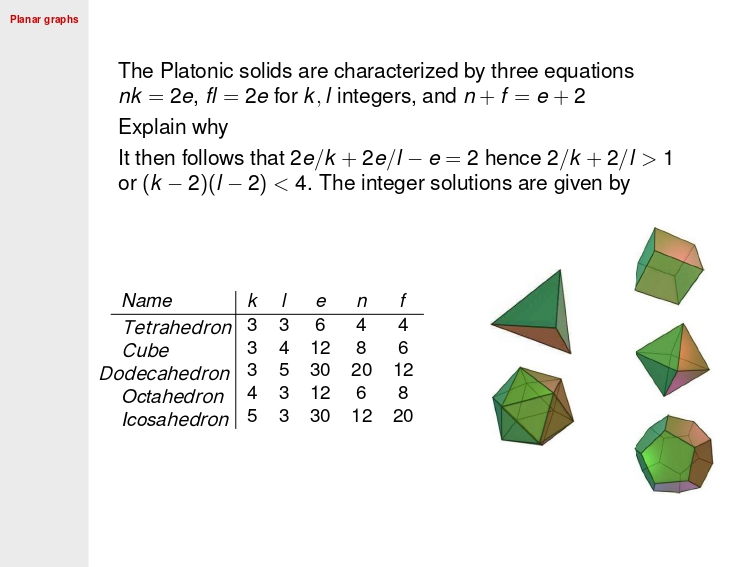 Planar graphs
The Platonic solids are characterized by three equations
nk = 2e, fl = 2e for k, l integers, and n + f = e + 2
Explain why
It then follows that 2e/k + 2e/l − e = 2 hence 2/k + 2/l > 1
or (k − 2)(l − 2) < 4. The integer solutions are given by
Name k l e n f
Tetrahedron 3 3 6 4 4
Cube 3 4 12 8 6
Dodecahedron 3 5 30 20 12
Octahedron 4 3 12 6 8
Icosahedron 5 3 30 12 20